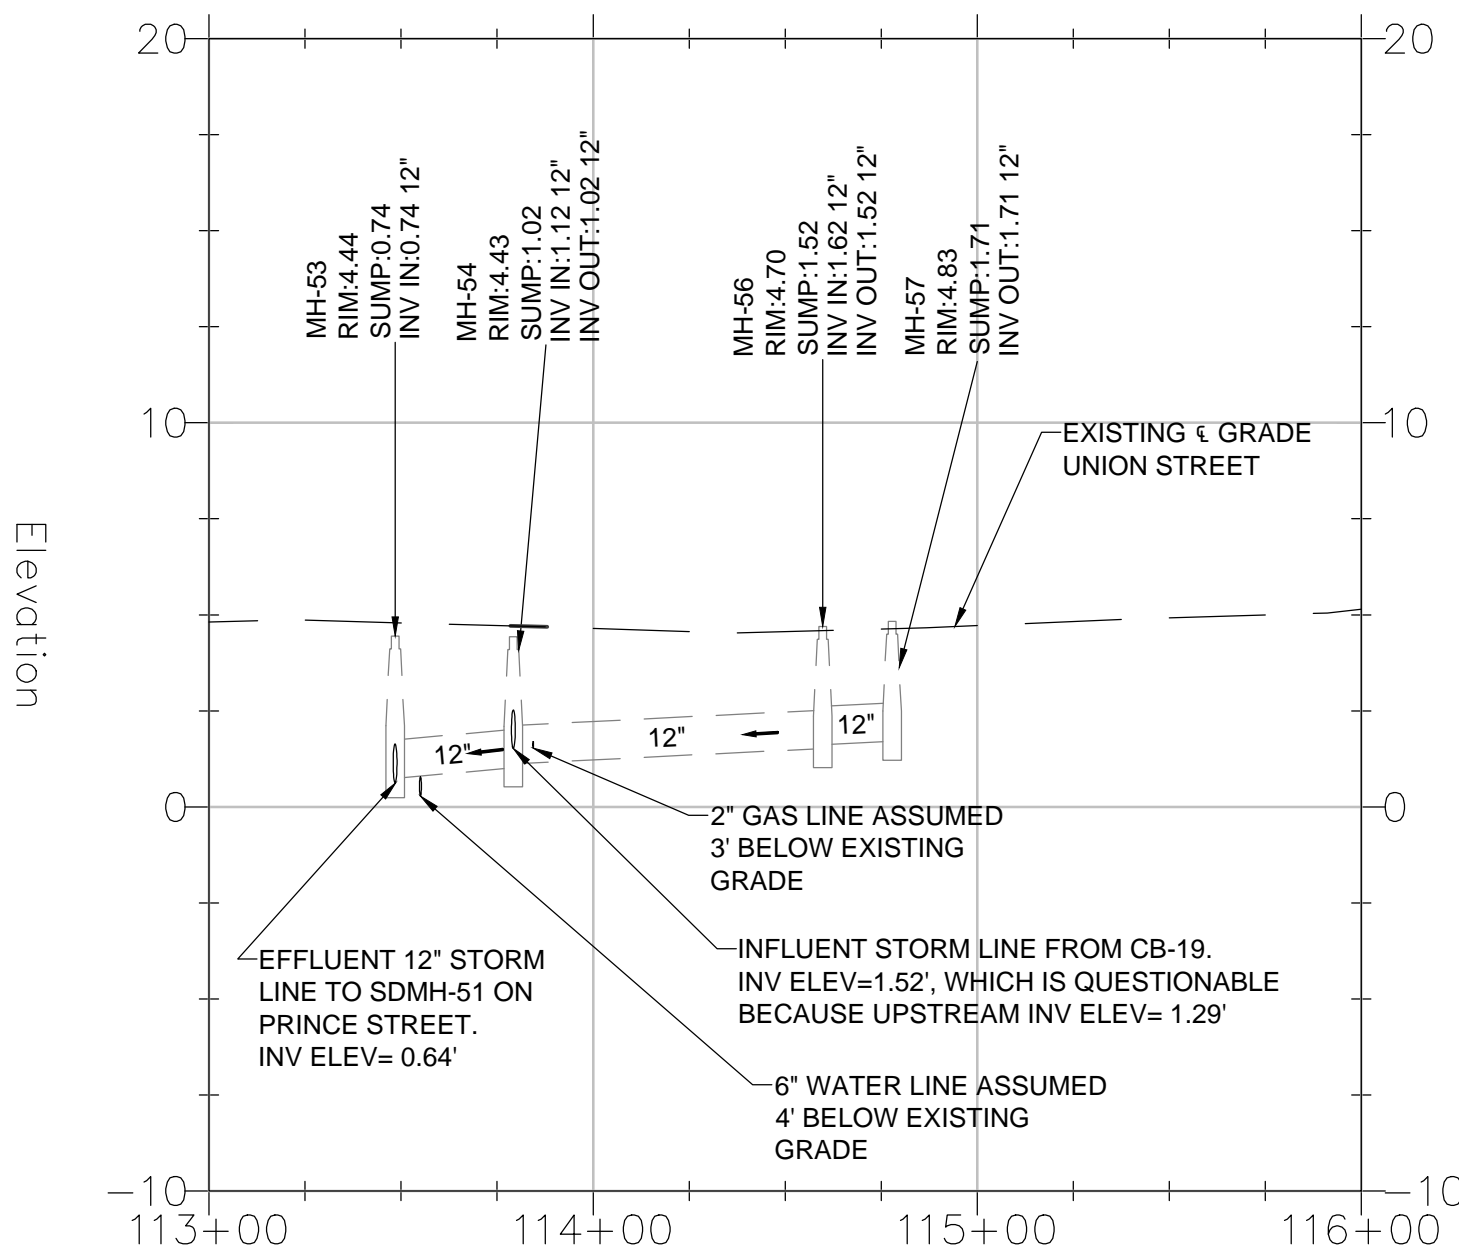 20
20
MH-53
RIM:4.44
SUMP:0.74
INV IN:0.74 12"
MH-54
RIM:4.43
SUMP:1.02
INV IN:1.12 12"
INV OUT:1.02 12"
MH-56
RIM:4.70
SUMP:1.52
INV IN:1.62 12"
INV OUT:1.52 12"
MH-57
RIM:4.83
SUMP:1.71
INV OUT:1.71 12"
10
10
EXISTING ℄ GRADE
UNION STREET
Elevation
12"
12"
12"
0
0
2" GAS LINE ASSUMED
3' BELOW EXISTING
GRADE
EFFLUENT 12" STORM
LINE TO SDMH-51 ON
PRINCE STREET.
INV ELEV= 0.64'
INFLUENT STORM LINE FROM CB-19.
INV ELEV=1.52', WHICH IS QUESTIONABLE
BECAUSE UPSTREAM INV ELEV= 1.29'
6" WATER LINE ASSUMED
4' BELOW EXISTING
GRADE
-10
-10
113+00
114+00
115+00
116+00